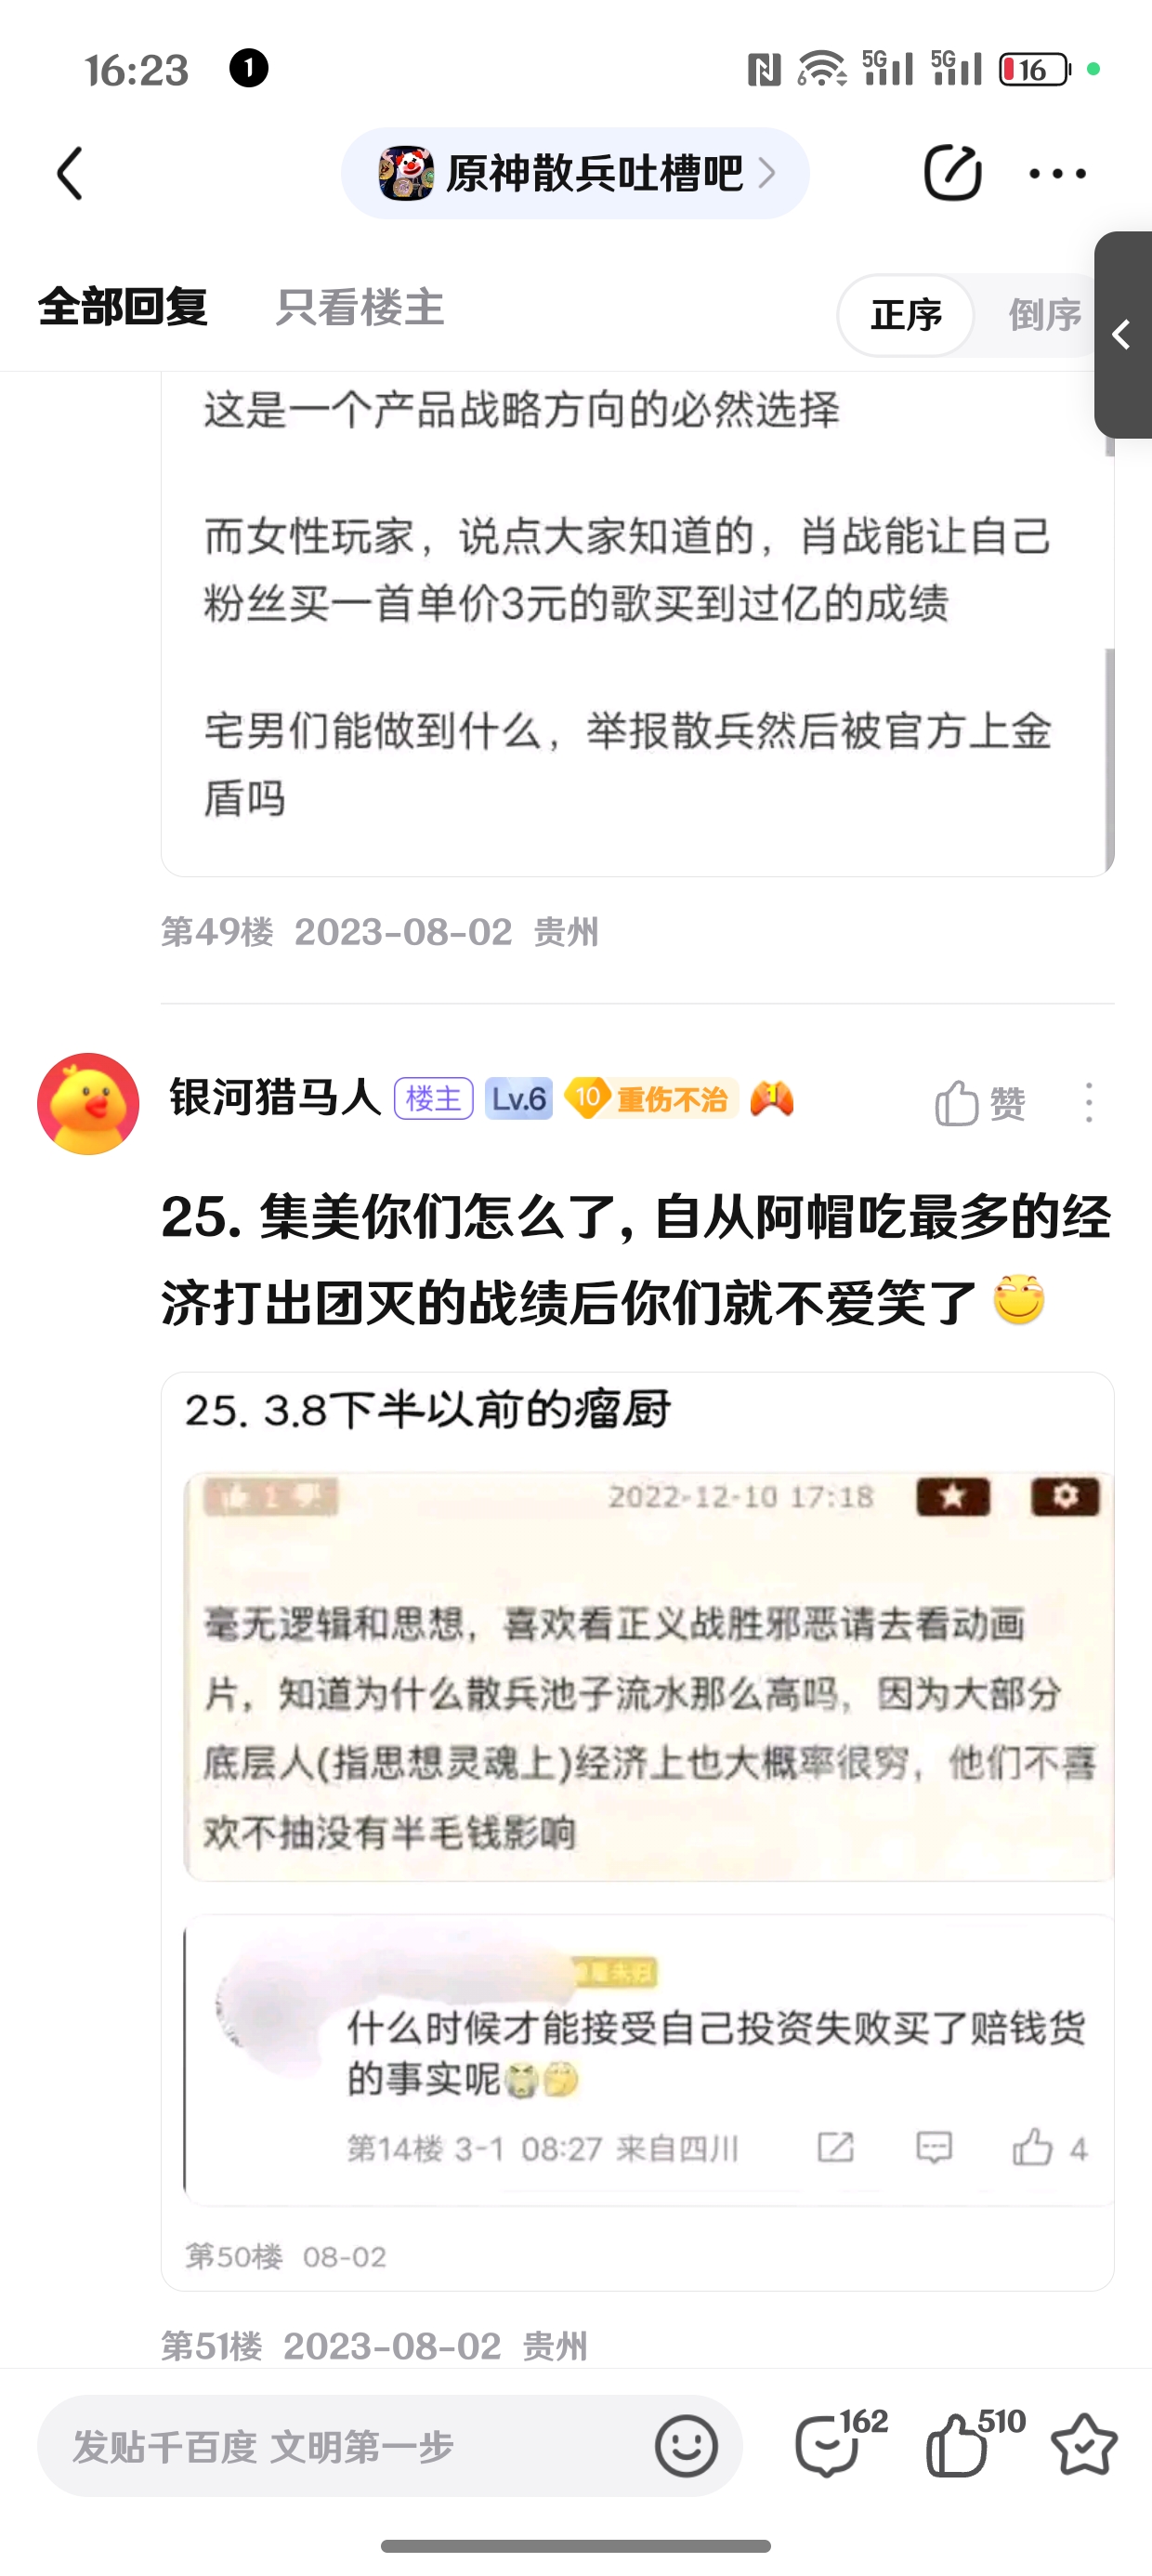 16:23
1
6
5G
5G
16
原神散兵吐槽吧
全部回复
只看楼主
正序
倒序
这是一个产品战略方向的必然选择
而女性玩家，说点大家知道的，肖战能让自己
粉丝买一首单价3元的歌买到过亿的成绩
宅男们能做到什么，举报散兵然后被官方上金
盾吗
第49楼 2023-08-02 贵州
银河猎马人 楼主 Lv.6 10 重伤不治
赞
25. 集美你们怎么了，自从阿帽吃最多的经
济打出团灭的战绩后你们就不爱笑了
25. 3.8下半以前的瘤厨
1
2022-12-10 17:18
毫无逻辑和思想，喜欢看正义战胜邪恶请去看动画
片，知道为什么散兵池子流水那么高吗，因为大部分
底层人(指思想灵魂上)经济上也大概率很穷，他们不喜
欢不抽没有半毛钱影响
什么时候才能接受自己投资失败买了赔钱货
的事实呢
第14楼 3-1 08:27 来自四川
4
第50楼 08-02
第51楼 2023-08-02 贵州
发贴千百度 文明第一步
162
510